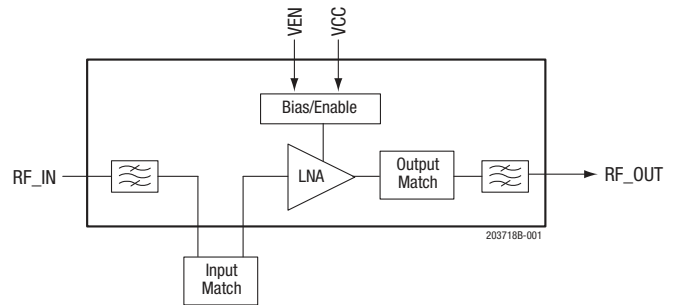 VEN
VCC
Bias/Enable
RF_IN
LNA
Output
Match
RF_OUT
203718B-001
Input
Match